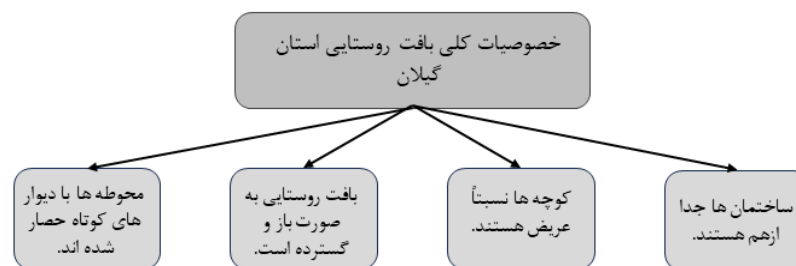 خصوصیات کلی بافت روستایی استان
گیلان
ساختمان ها جدا
ازهم هستند.
کوچه ها نسبتاً
عریض هستند.
بافت روستایی به
صورت باز و
گسترده است.
محوطه ها با دیوار
های کوتاه حصار
شده اند.